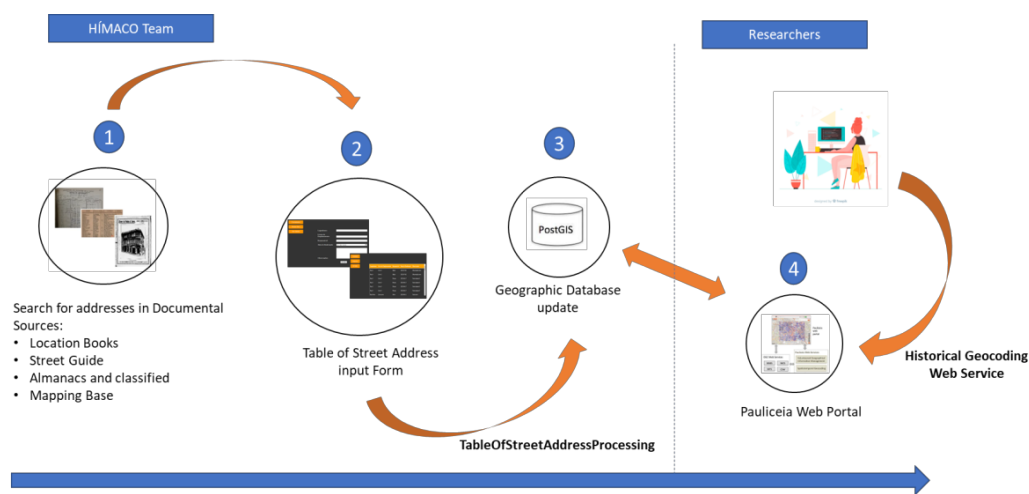 HÍMACO Team
Researchers
1
2
3
4
PostGIS
Search for addresses in Documental
Sources:
• Location Books
• Street Guide
• Almanacs and classified
• Mapping Base
Table of Street Address
input Form
Geographic Database
update
Pauliceia Web Portal
Historical Geocoding
Web Service
TableOfStreetAddressProcessing